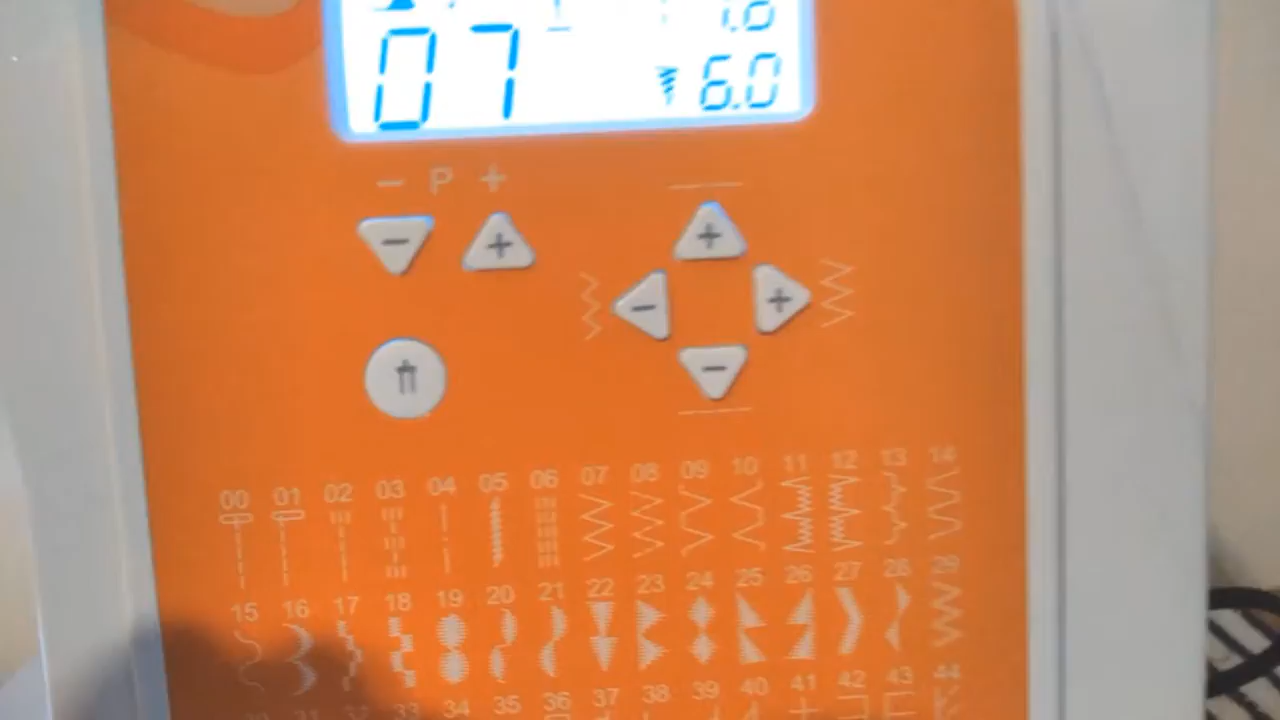 07 6.0
− P +
− +
+
− +
−
00 01 02 03 04 05 06 07 08 09 10 11 12 13 14
15 16 17 18 19 20 21 22 23 24 25 26 27 28 29
34 35 36 37 38 39 40 41 42 43 44